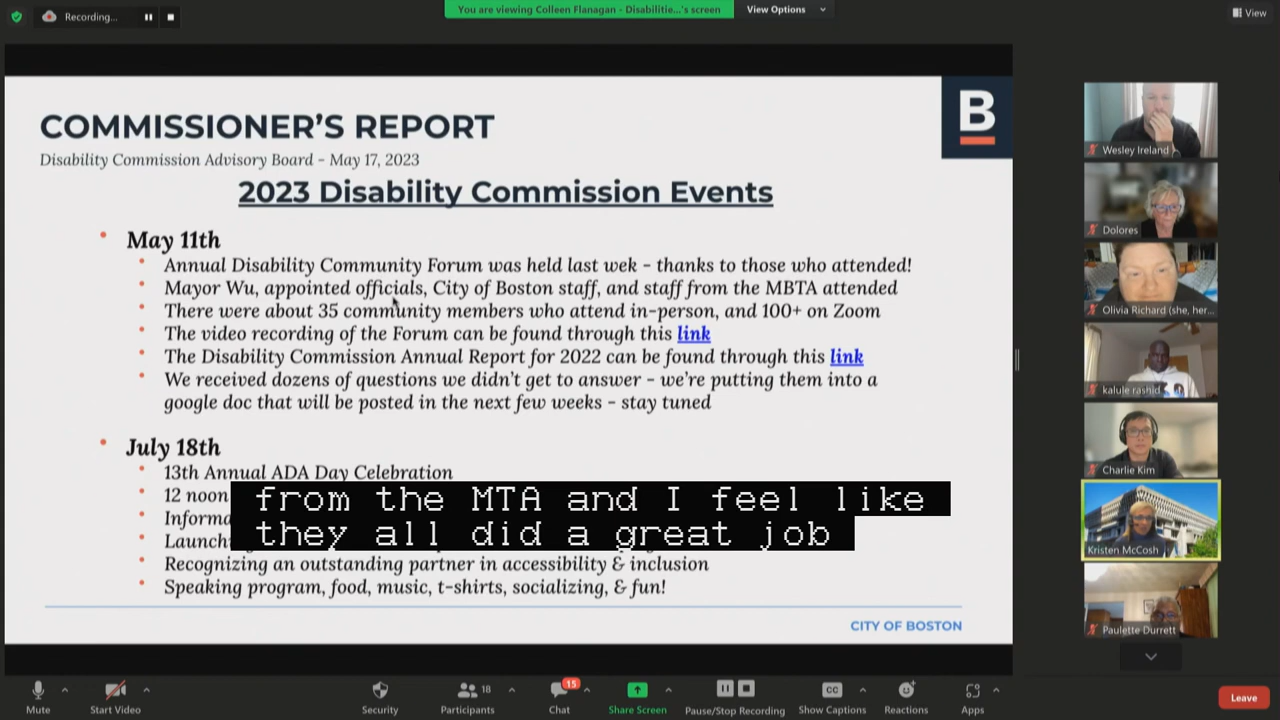 Recording...
You are viewing Colleen Flanagan - Disabilitie...'s screen
View Options
View
B
COMMISSIONER'S REPORT
Disability Commission Advisory Board - May 17, 2023
2023 Disability Commission Events
May 11th
Annual Disability Community Forum was held last wek - thanks to those who attended!
Mayor Wu, appointed officials, City of Boston staff, and staff from the MBTA attended
There were about 35 community members who attend in-person, and 100+ on Zoom
The video recording of the Forum can be found through this link
The Disability Commission Annual Report for 2022 can be found through this link
We received dozens of questions we didn't get to answer - we're putting them into a
google doc that will be posted in the next few weeks - stay tuned
July 18th
13th Annual ADA Day Celebration
12 noon
from the MTA and I feel like
they all did a great job
Recognizing an outstanding partner in accessibility & inclusion
Speaking program, food, music, t-shirts, socializing, & fun!
CITY OF BOSTON
Wesley Ireland
Dolores
Olivia Richard (she, her...
kalule rashid
Charlie Kim
Kristen McCosh
Paulette Durrett
Mute
Start Video
Security
18
Participants
15
Chat
Share Screen
Pause/Stop Recording
CC
Show Captions
Reactions
Apps
Leave